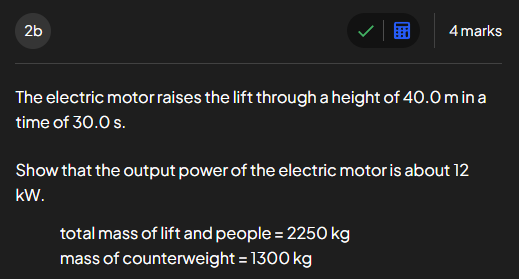 2b
4 marks
The electric motor raises the lift through a height of 40.0 m in a
time of 30.0 s.
Show that the output power of the electric motor is about 12
kW.
total mass of lift and people = 2250 kg
mass of counterweight = 1300 kg